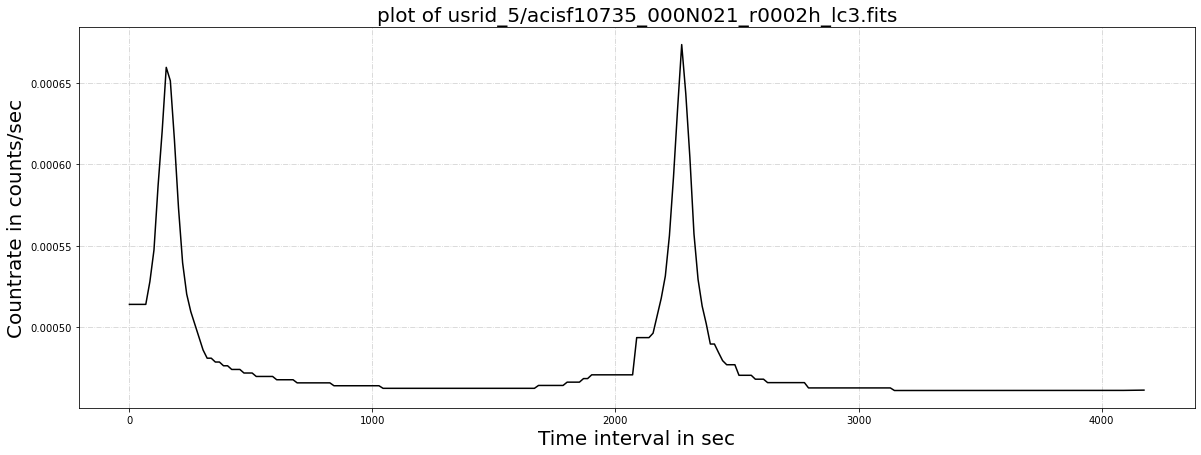 plot of usrid_5/acisf10735_000N021_r0002h_lc3.fits
Countrate in counts/sec
0.00065
0.00060
0.00055
0.00050
0 1000 2000 3000 4000
Time interval in sec